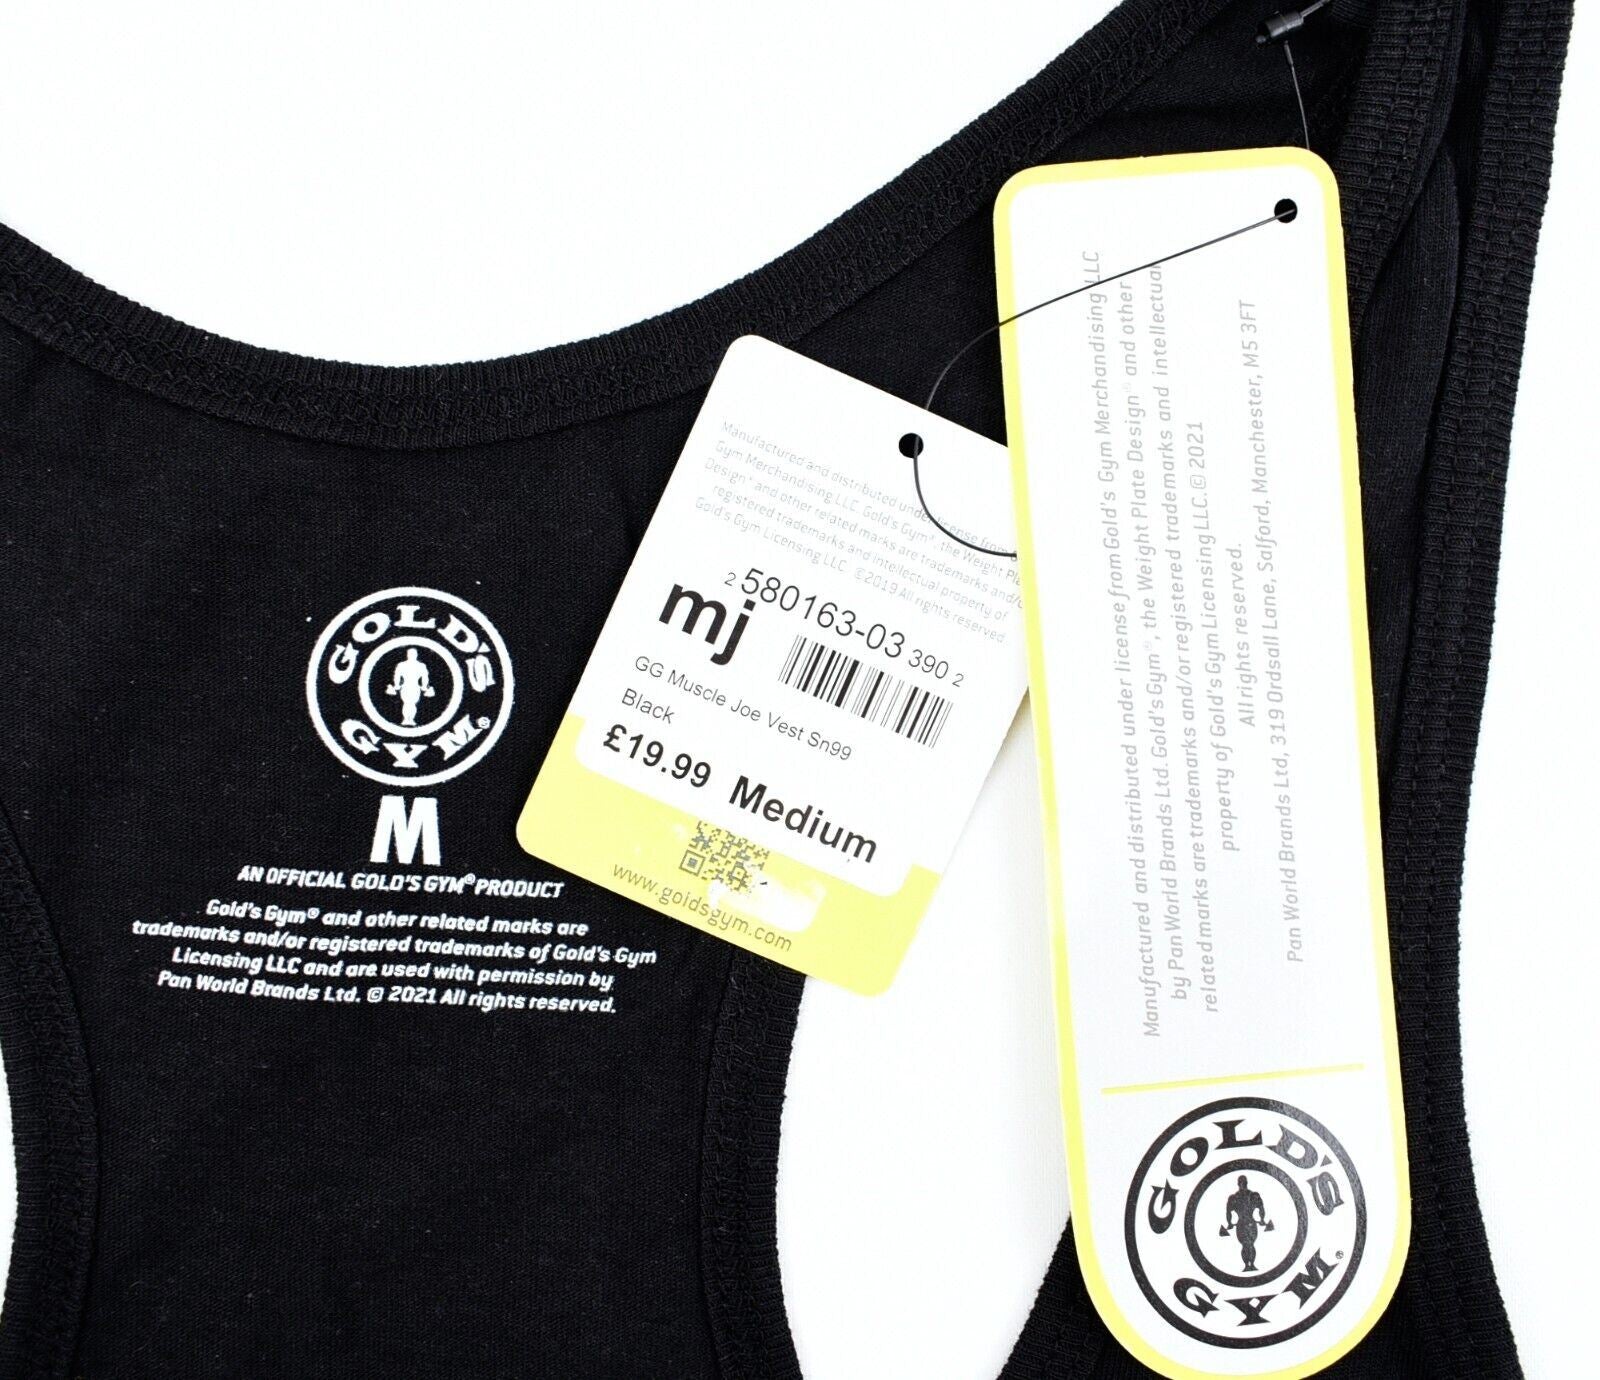 GOLD'S
GYM®
M
AN OFFICIAL GOLD'S GYM® PRODUCT
Gold's Gym® and other related marks are
trademarks and/or registered trademarks of Gold's Gym
Licensing LLC and are used with permission by
Pan World Brands Ltd. © 2021 All rights reserved.
Manufactured and distributed under license from
Gym Merchandising LLC. Gold's Gym®, the Weight Pla
Design® and other related marks are trademarks and/o
registered trademarks and intellectual property of
Gold's Gym Licensing LLC ©2019 All rights reserved.
2 580163-03 390 2
mj
GG Muscle Joe Vest Sn99
Black
£19.99 Medium
www.goldsgym.com
Manufactured and distributed under license from Gold's Gym Merchandising LLC
by Pan World Brands Ltd. Gold's Gym®, the Weight Plate Design® and other
related marks are trademarks and/or registered trademarks and intellectual
property of Gold's Gym Licensing LLC. © 2021
All rights reserved.
Pan World Brands Ltd, 319 Ordsall Lane, Salford, Manchester, M5 3FT
GOLD'S
GYM®